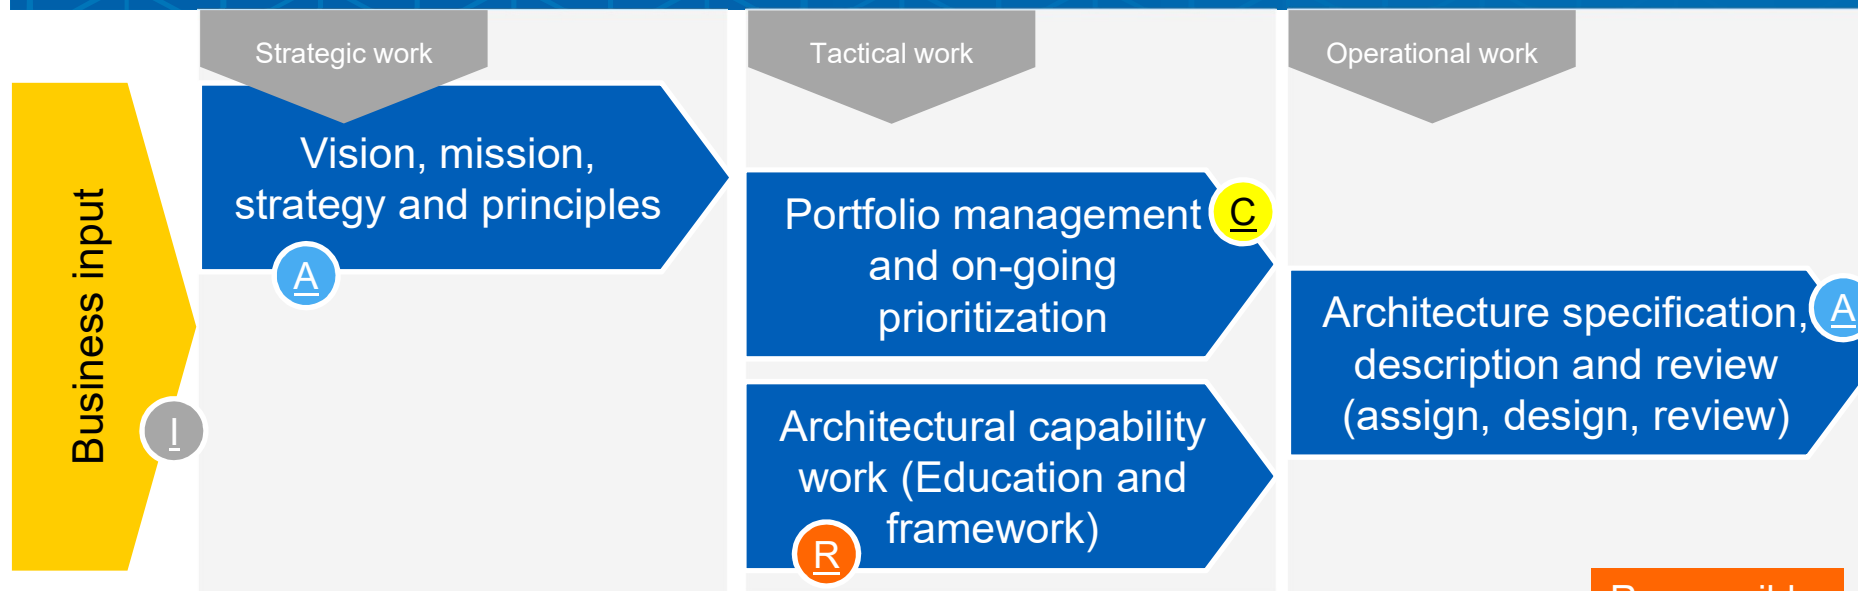 Strategic work
Tactical work
Operational work
Business input
I
Vision, mission,
strategy and principles
A
Portfolio management
and on-going
prioritization
C
Architectural capability
work (Education and
framework)
R
Architecture specification,
description and review
(assign, design, review)
A